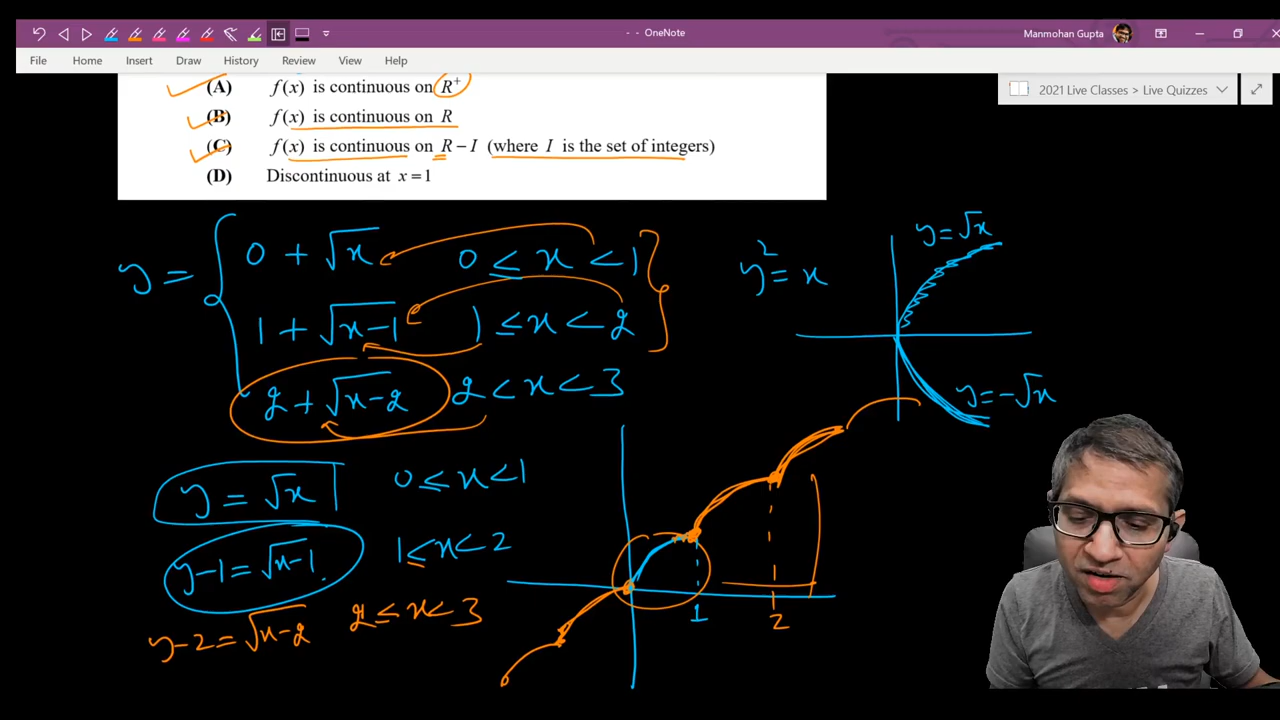 - - OneNote
Manmohan Gupta
File Home Insert Draw History Review View Help
2021 Live Classes > Live Quizzes
(A) f(x) is continuous on R⁺
(B) f(x) is continuous on R
(C) f(x) is continuous on R − I (where I is the set of integers)
(D) Discontinuous at x = 1
y = { 0 + √x 0 ≤ x < 1
1 + √x−1 1 ≤ x < 2
2 + √x−2 2 < x < 3
y = √x 0 ≤ x < 1
y−1 = √x−1 1 ≤ x < 2
y−2 = √x−2 2 ≤ x < 3
y² = x
y = √x
y = −√x
1
2